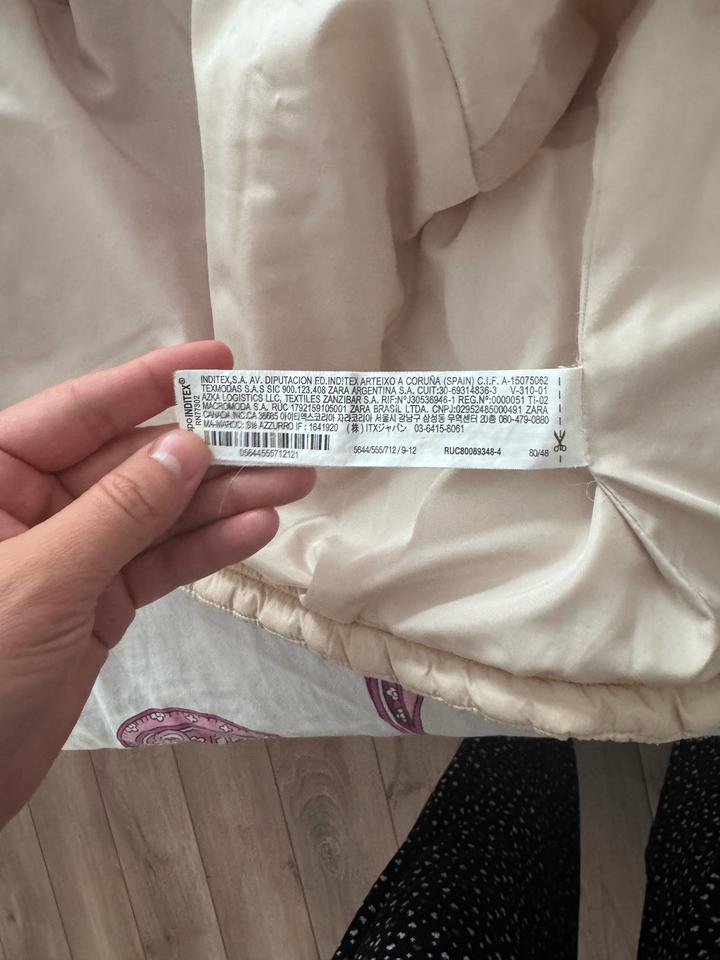 INDITEX,S.A. AV. DIPUTACION ED.INDITEX ARTEIXO A CORUÑA (SPAIN) C.I.F. A-15075062
TEXMODAS S.A.S SIC 900.123.408 ZARA ARGENTINA S.A. CUIT:30-69314836-3 V-310-01
AZKA LOGISTICS LLC, TEXTILES ZANZIBAR S.A. RIF:NºJ30536946-1 REG.Nº:0000051 TI-02
MACROMODA S.A. RUC 1792159105001 ZARA BRASIL LTDA. CNPJ:02952485000491 ZARA
CANADA INC.CA 36685 아이티엑스코리아 자라코리아 서울시 강남구 삼성동 무역센터 20층 080-479-0880
MA-MAROC: AZZURRO IF : 1641920 (株)ITXジャパン 03-6415-8061
05644555712121
5644/555/712 / 9-12
RUC80089348-4
80/48
INDITEX®